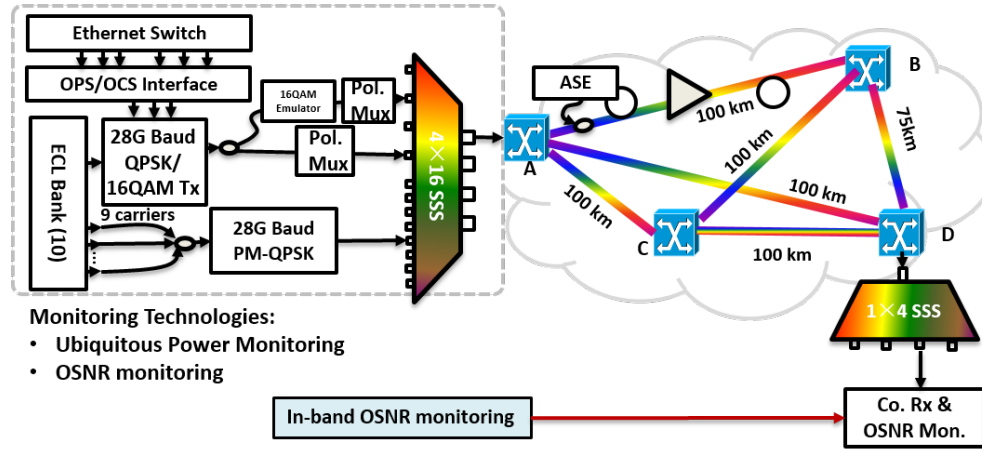 Ethernet Switch
OPS/OCS Interface
ECL Bank (10)
28G Baud
QPSK/
16QAM Tx
16QAM
Emulator
Pol.
Mux
Pol.
Mux
9 carriers
28G Baud
PM-QPSK
4×16 SSS
ASE
A
B
C
D
100 km
100 km
75km
100 km
100 km
100 km
1×4 SSS
Monitoring Technologies:
• Ubiquitous Power Monitoring
• OSNR monitoring
In-band OSNR monitoring
Co. Rx &
OSNR Mon.